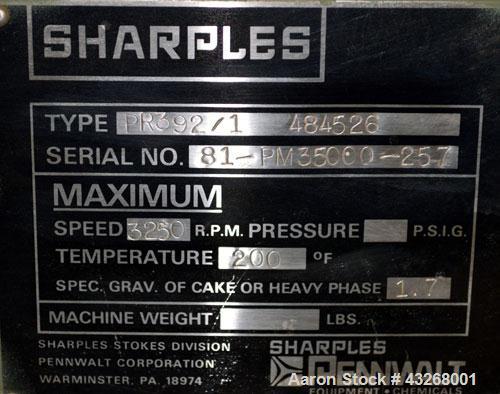 SHARPLES
TYPE PR392/1 484526
SERIAL NO. 81-PM35000-257
MAXIMUM
SPEED 3250 R.P.M. PRESSURE P.S.I.G.
TEMPERATURE 200 °F
SPEC. GRAV. OF CAKE OR HEAVY PHASE 1.7
MACHINE WEIGHT LBS.
SHARPLES STOKES DIVISION
PENNWALT CORPORATION
WARMINSTER, PA. 18974
SHARPLES
PENNWALT
EQUIPMENT · CHEMICALS
Aaron Stock # 43268001